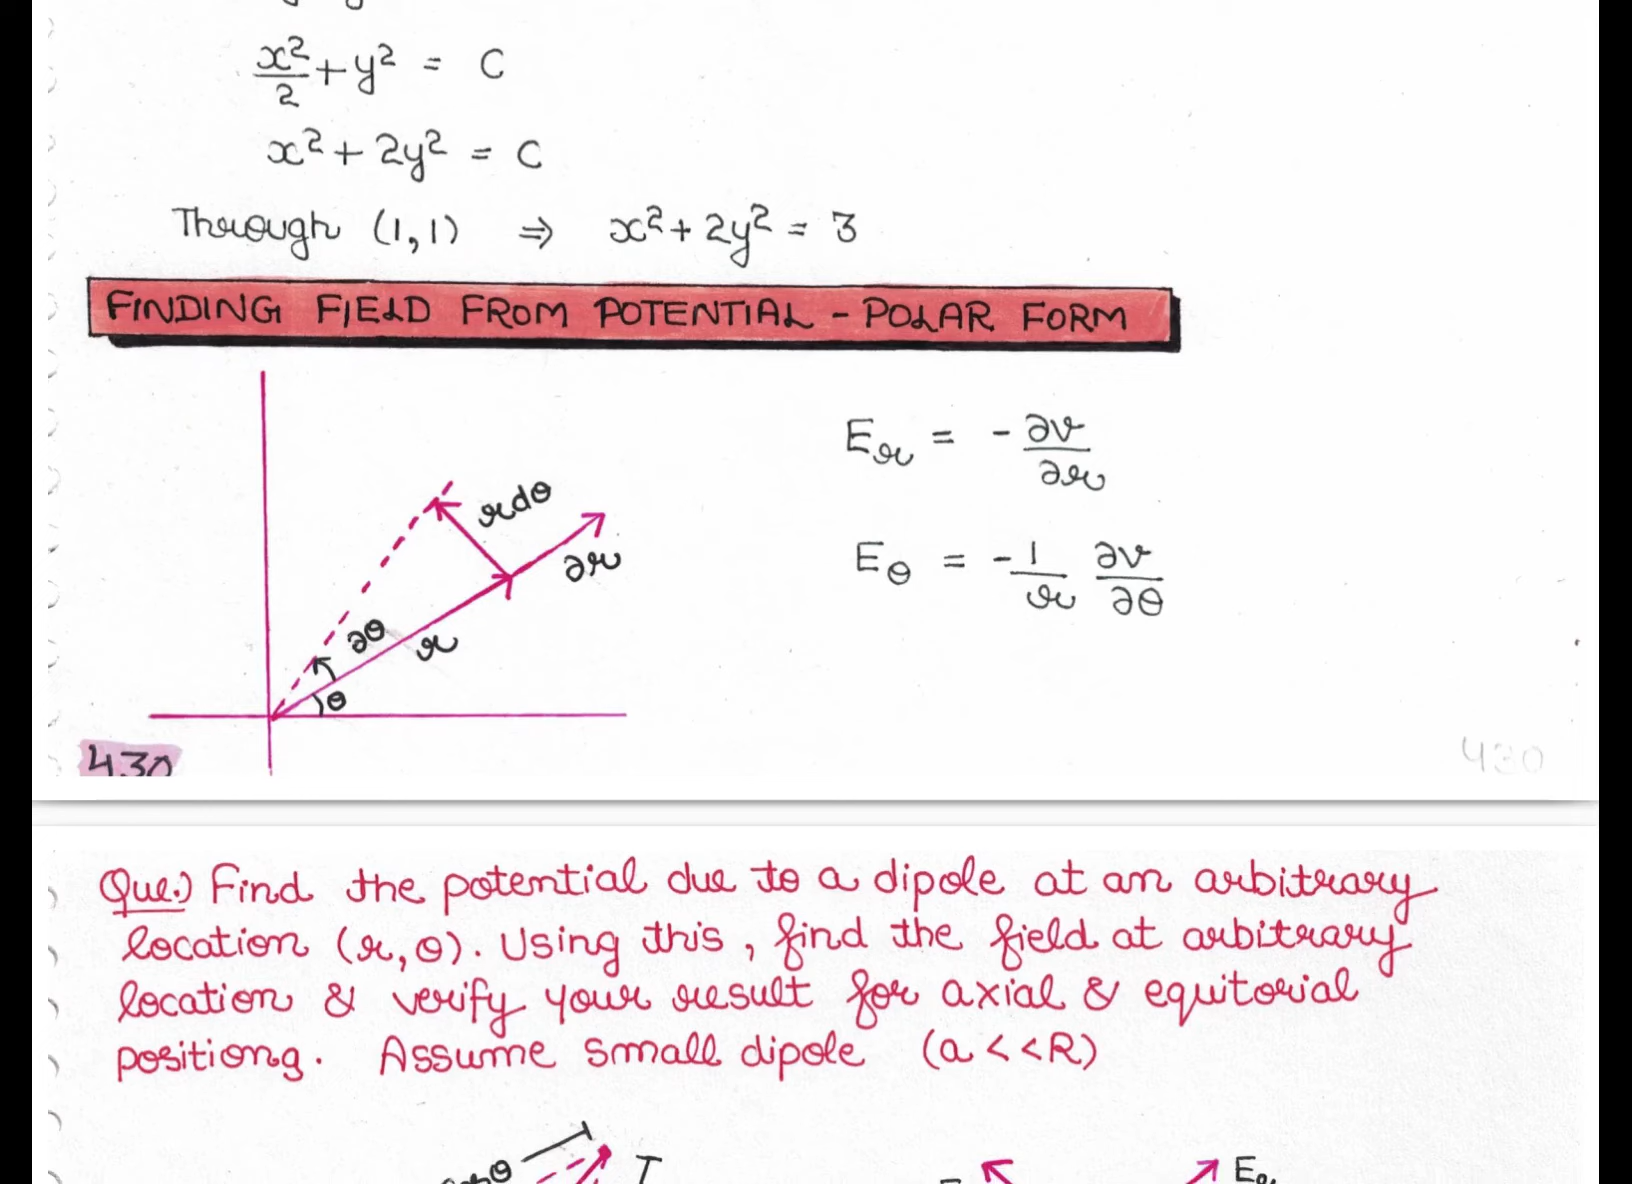 x²/2 + y² = C
x² + 2y² = C
Through (1,1) ⇒ x² + 2y² = 3
FINDING FIELD FROM POTENTIAL - POLAR FORM
E_r = - ∂v/∂r
rdθ
∂r
E_θ = - 1/r ∂v/∂θ
∂θ
r
θ
430
430
Que.) Find the potential due to a dipole at an arbitrary
location (r, θ). Using this, find the field at arbitrary
location & verify your result for axial & equitorial
positiong. Assume small dipole (a << R)